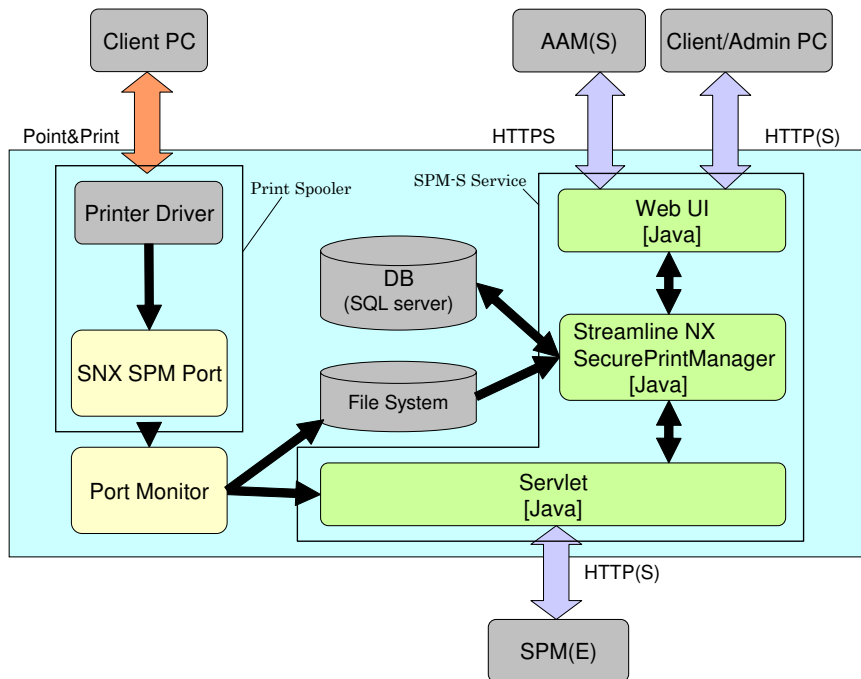 Client PC
AAM(S)
Client/Admin PC
Point&Print
HTTPS
HTTP(S)
Print Spooler
SPM-S Service
Printer Driver
Web UI
[Java]
DB
(SQL server)
Streamline NX
SecurePrintManager
[Java]
SNX SPM Port
File System
Port Monitor
Servlet
[Java]
HTTP(S)
SPM(E)